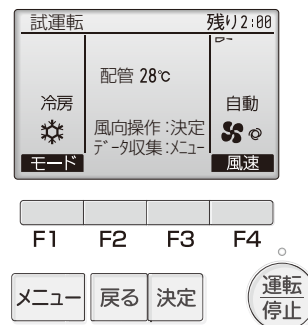 試運転 残り2:00
配管 28℃
冷房 自動
風向操作:決定
データ収集:メニュー
モード 風速
F1 F2 F3 F4
メニュー 戻る 決定 運転
停止